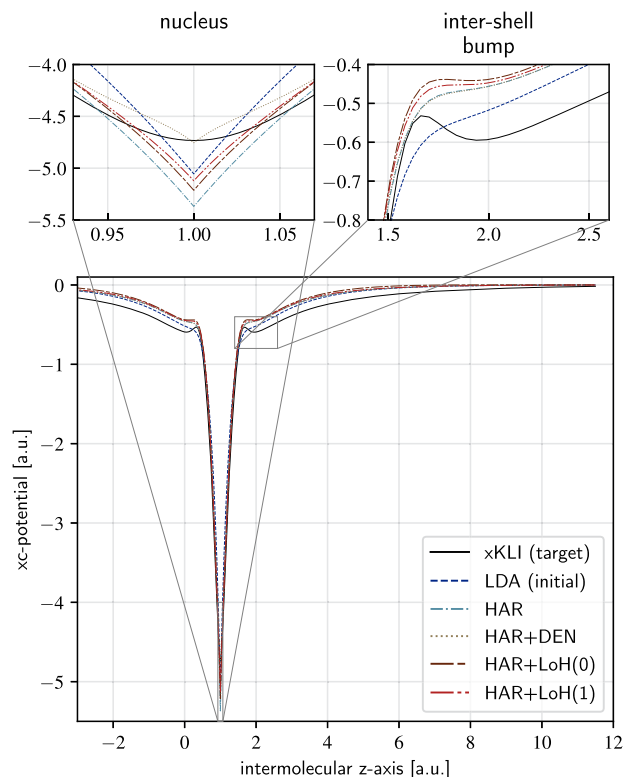 nucleus
inter-shell
bump
−4.0
−4.5
−5.0
−5.5
0.95 1.00 1.05
−0.4
−0.5
−0.6
−0.7
−0.8
1.5 2.0 2.5
0
−1
−2
−3
−4
−5
xc-potential [a.u.]
xKLI (target)
LDA (initial)
HAR
HAR+DEN
HAR+LoH(0)
HAR+LoH(1)
−2 0 2 4 6 8 10 12
intermolecular z-axis [a.u.]